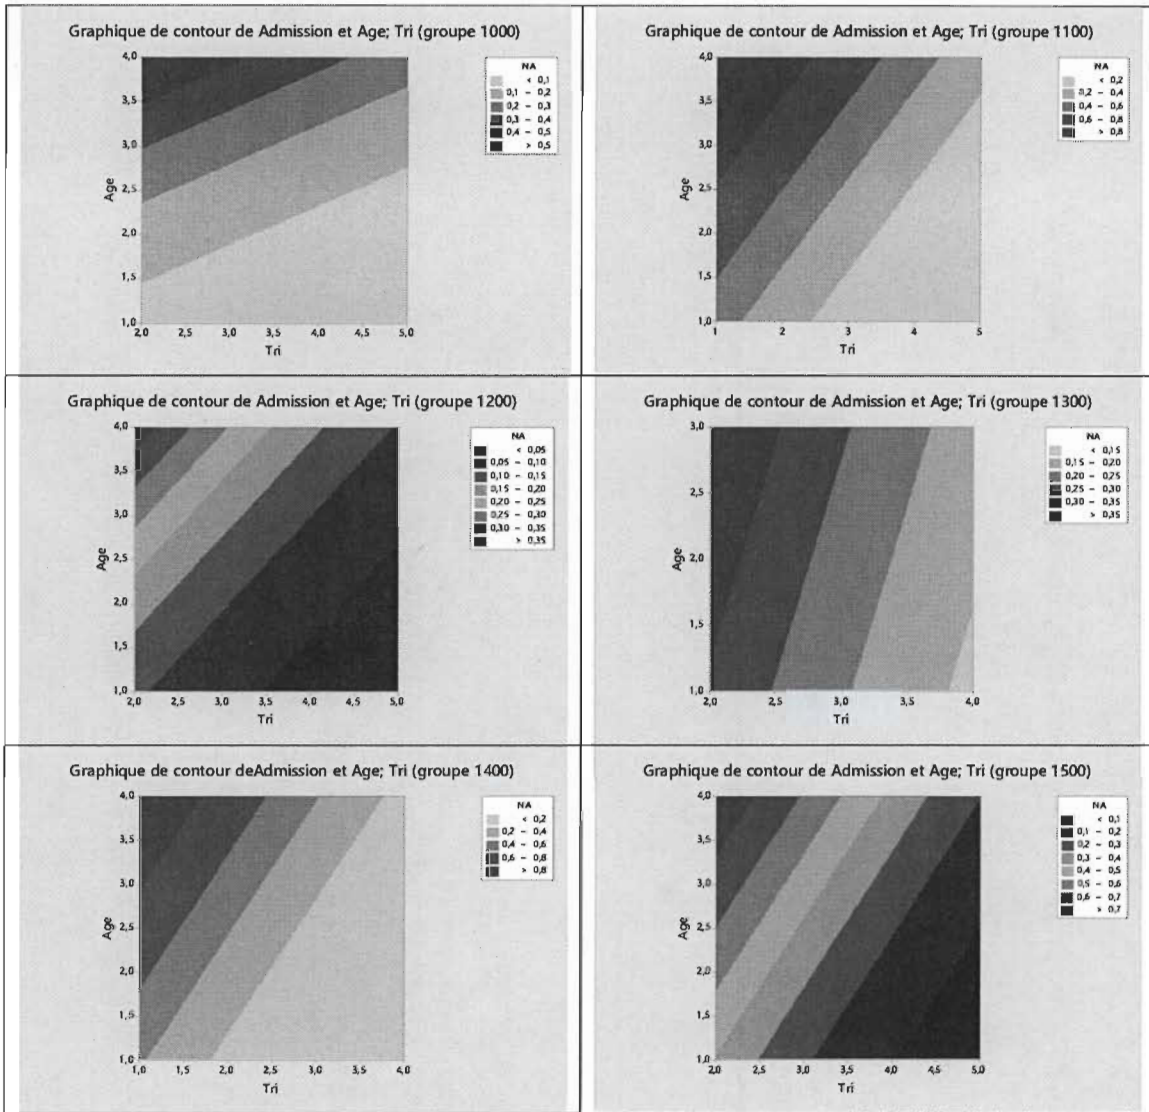 Graphique de contour de Admission et Age; Tri (groupe 1000)
NA
< 0,1
0,1 – 0,2
0,2 – 0,3
0,3 – 0,4
0,4 – 0,5
> 0,5
Age
4,0
3,5
3,0
2,5
2,0
1,5
1,0
2,0 2,5 3,0 3,5 4,0 4,5 5,0
Tri
Graphique de contour de Admission et Age; Tri (groupe 1100)
NA
< 0,2
0,2 – 0,4
0,4 – 0,6
0,6 – 0,8
> 0,8
Age
4,0
3,5
3,0
2,5
2,0
1,5
1,0
1 2 3 4 5
Tri
Graphique de contour de Admission et Age; Tri (groupe 1200)
NA
< 0,05
0,05 – 0,10
0,10 – 0,15
0,15 – 0,20
0,20 – 0,25
0,25 – 0,30
0,30 – 0,35
> 0,35
Age
4,0
3,5
3,0
2,5
2,0
1,5
1,0
2,0 2,5 3,0 3,5 4,0 4,5 5,0
Tri
Graphique de contour de Admission et Age; Tri (groupe 1300)
NA
< 0,15
0,15 – 0,20
0,20 – 0,25
0,25 – 0,30
0,30 – 0,35
> 0,35
Age
3,0
2,5
2,0
1,5
1,0
2,0 2,5 3,0 3,5 4,0
Tri
Graphique de contour deAdmission et Age; Tri (groupe 1400)
NA
< 0,2
0,2 – 0,4
0,4 – 0,6
0,6 – 0,8
> 0,8
Age
4,0
3,5
3,0
2,5
2,0
1,5
1,0
1,0 1,5 2,0 2,5 3,0 3,5 4,0
Tri
Graphique de contour de Admission et Age; Tri (groupe 1500)
NA
< 0,1
0,1 – 0,2
0,2 – 0,3
0,3 – 0,4
0,4 – 0,5
0,5 – 0,6
0,6 – 0,7
> 0,7
Age
4,0
3,5
3,0
2,5
2,0
1,5
1,0
2,0 2,5 3,0 3,5 4,0 4,5 5,0
Tri